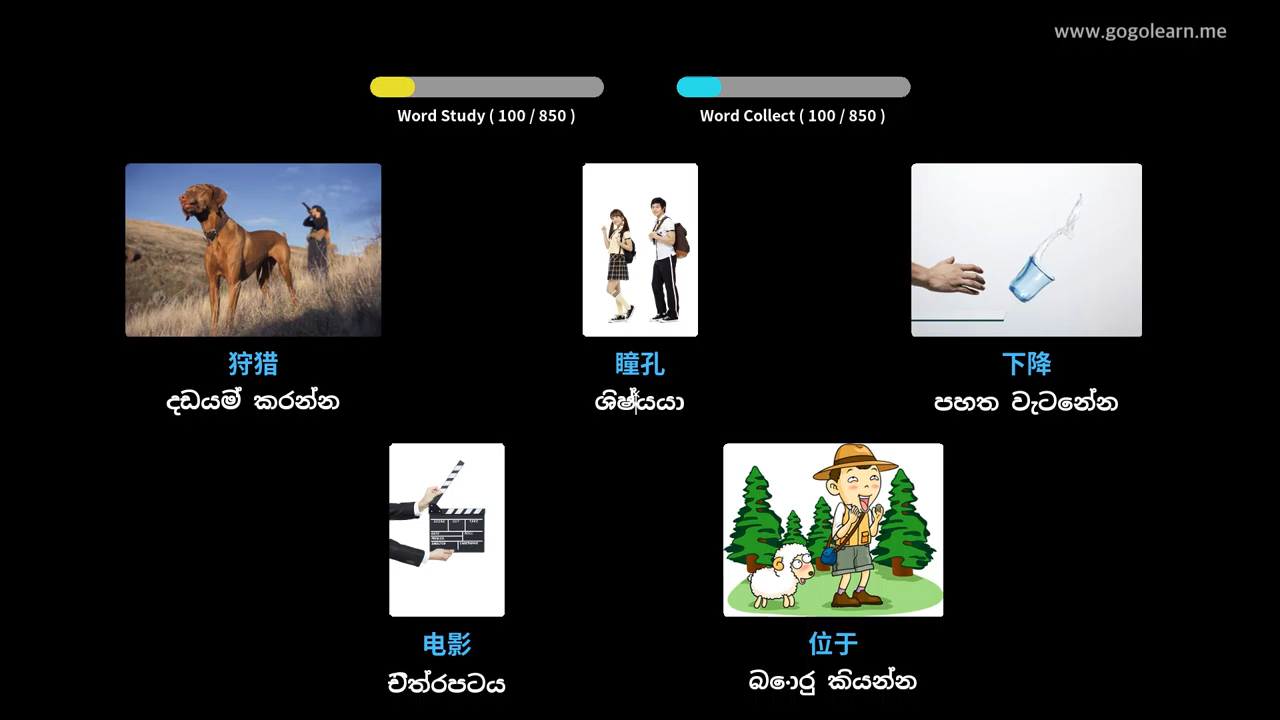 www.gogolearn.me
Word Study ( 100 / 850 )
Word Collect ( 100 / 850 )
狩猎
瞳孔
下降
දඩයම් කරන්න
ශිෂ්යයා
පහත වැටෙන්න
电影
位于
චිත්රපටය
බොරු කියන්න